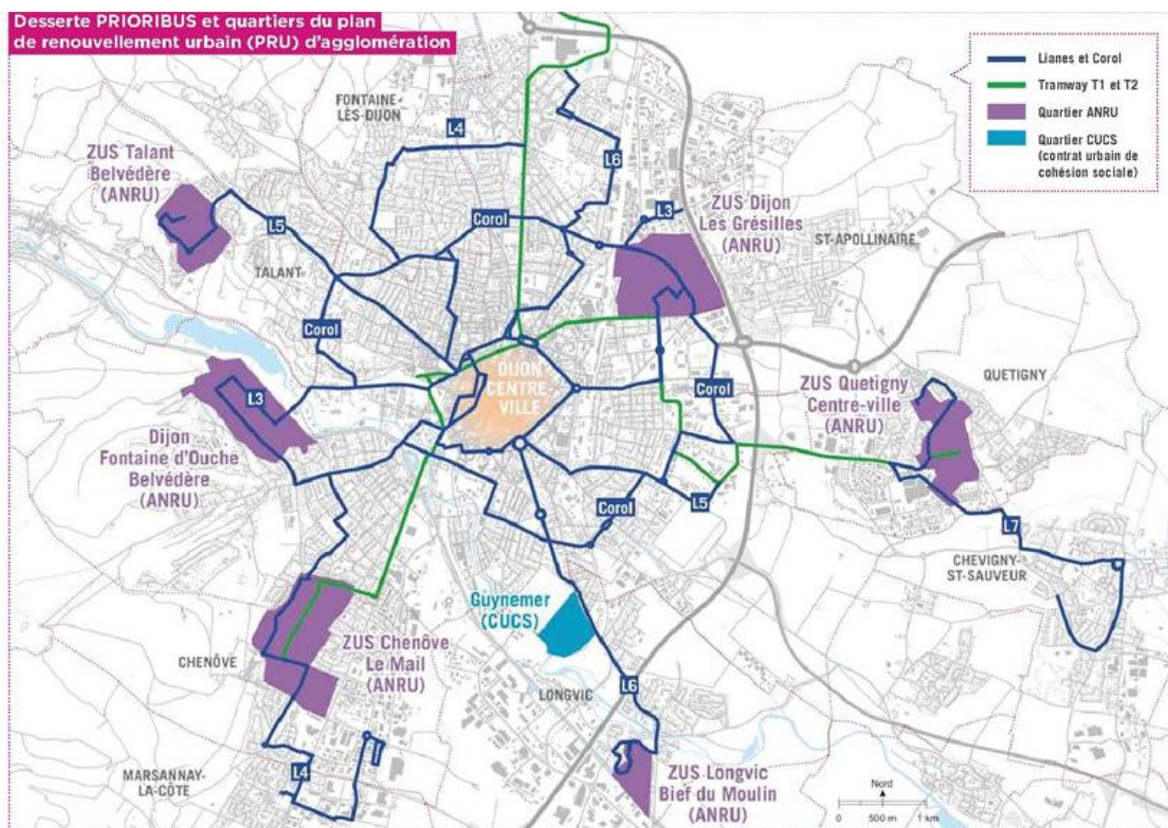 Desserte PRIORIBUS et quartiers du plan
de renouvellement urbain (PRU) d'agglomération
Lianes et Corol
Tramway T1 et T2
Quartier ANRU
Quartier CUCS
(contrat urbain de
cohésion sociale)
FONTAINE-
LÈS-DIJON
L4
L6
ZUS Talant
Belvédère
(ANRU)
ZUS Dijon
Les Grésilles
(ANRU)
L3
Corol
L5
ST-APOLLINAIRE
TALANT
Corol
DIJON
CENTRE-
VILLE
Corol
ZUS Quetigny
Centre-ville
(ANRU)
QUETIGNY
L3
Dijon
Fontaine d'Ouche
Belvédère
(ANRU)
Corol
L5
L7
CHEVIGNY-
ST-SAUVEUR
Guynemer
(CUCS)
ZUS Chenôve
Le Mail
(ANRU)
CHENÔVE
LONGVIC
L6
L4
MARSANNAY-
LA-CÔTE
ZUS Longvic
Bief du Moulin
(ANRU)
Nord
0 500 m 1 km